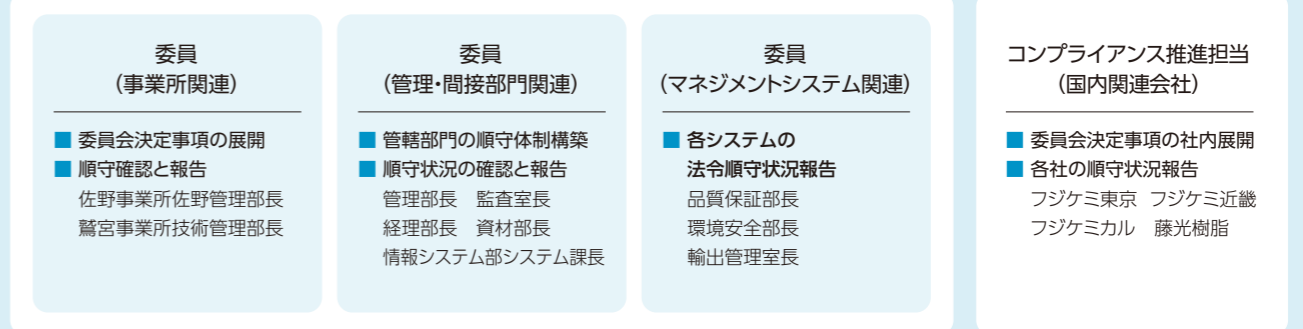 委員
（事業所関連）
■ 委員会決定事項の展開
■ 順守確認と報告
佐野事業所佐野管理部長
鷲宮事業所技術管理部長
委員
（管理・間接部門関連）
■ 管轄部門の順守体制構築
■ 順守状況の確認と報告
管理部長　監査室長
経理部長　資材部長
情報システム部システム課長
委員
（マネジメントシステム関連）
■ 各システムの
法令順守状況報告
品質保証部長
環境安全部長
輸出管理室長
コンプライアンス推進担当
（国内関連会社）
■ 委員会決定事項の社内展開
■ 各社の順守状況報告
フジケミ東京　フジケミ近畿
フジケミカル　藤光樹脂